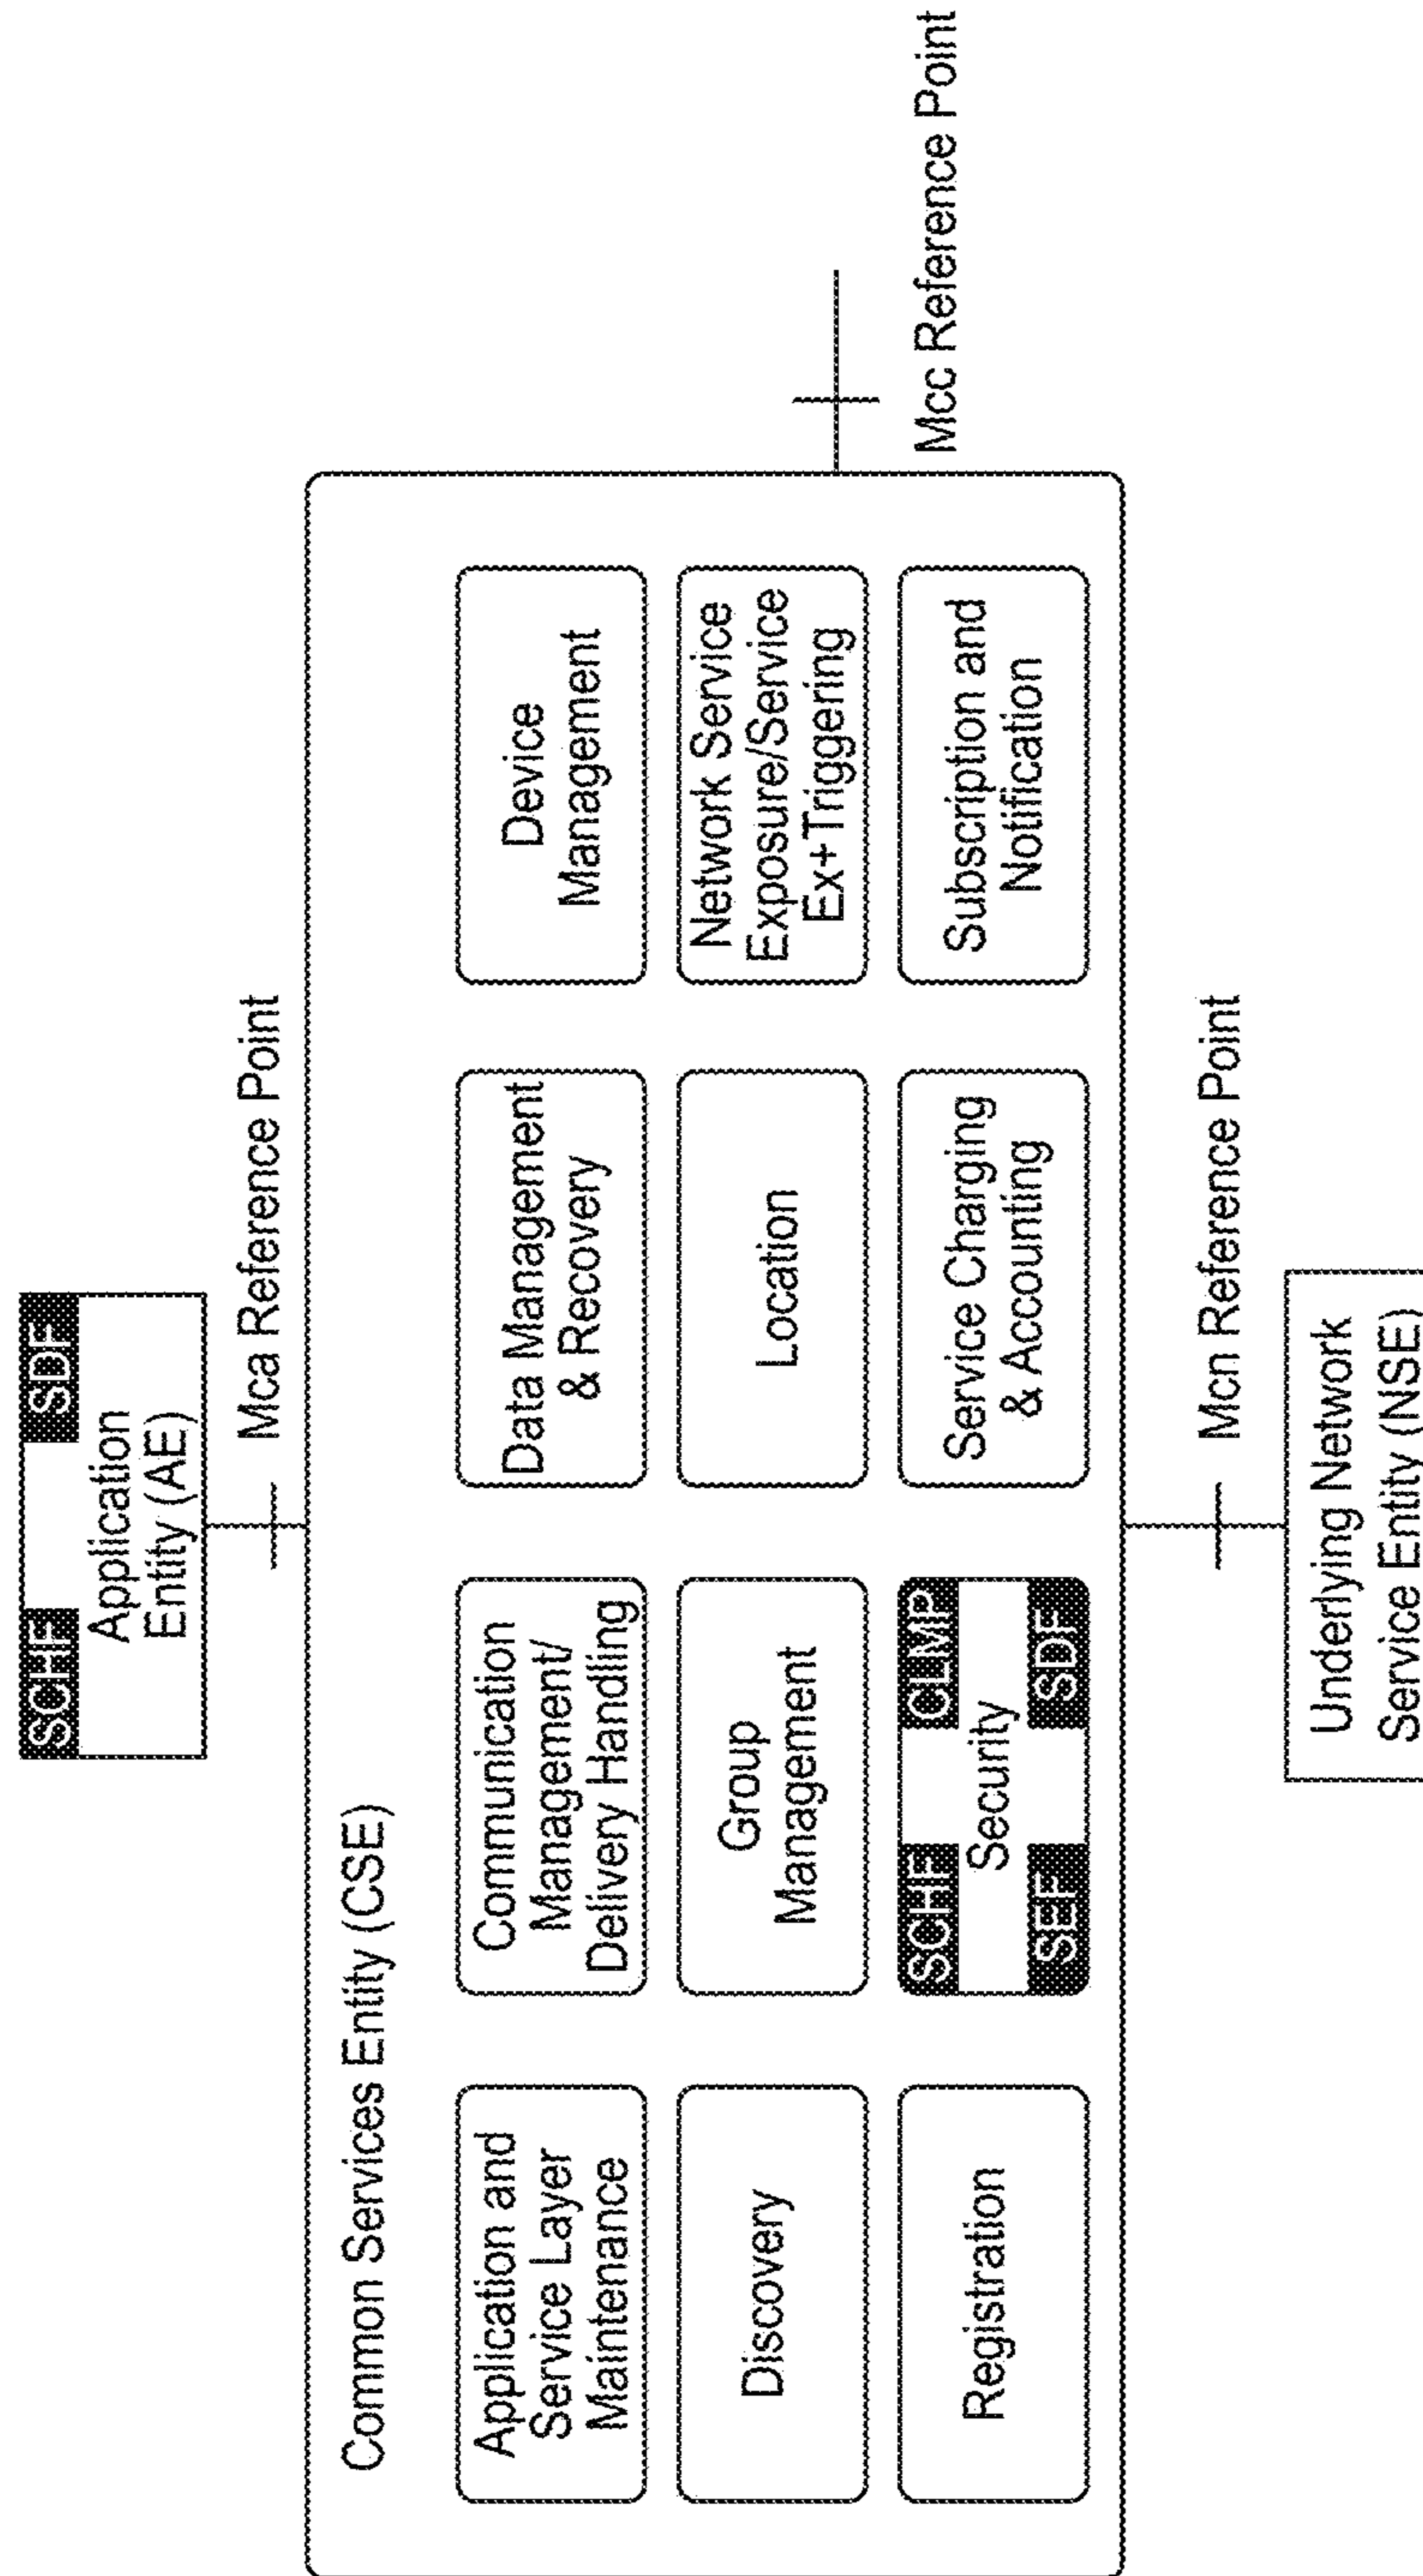 SCHF
SDF
Application
Entity (AE)
Mca Reference Point
Common Services Entity (CSE)
Application and
Service Layer
Maintenance
Communication
Management/
Delivery Handling
Data Management
& Recovery
Device
Management
Discovery
Group
Management
Location
Network Service
Exposure/Service
Ex+Triggering
Registration
SCHF
CLMP
Security
SEF
SDF
Service Charging
& Accounting
Subscription and
Notification
Mcc Reference Point
Mcn Reference Point
Underlying Network
Service Entity (NSE)